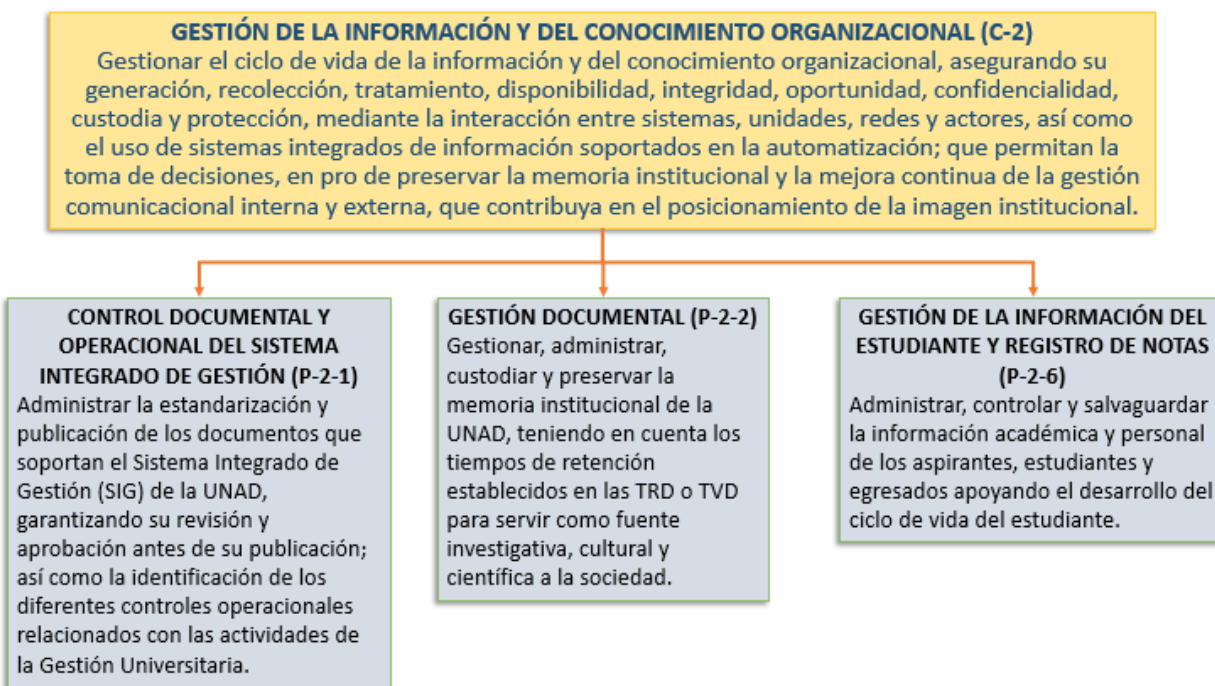 GESTIÓN DE LA INFORMACIÓN Y DEL CONOCIMIENTO ORGANIZACIONAL (C-2)
Gestionar el ciclo de vida de la información y del conocimiento organizacional, asegurando su
generación, recolección, tratamiento, disponibilidad, integridad, oportunidad, confidencialidad,
custodia y protección, mediante la interacción entre sistemas, unidades, redes y actores, así como
el uso de sistemas integrados de información soportados en la automatización; que permitan la
toma de decisiones, en pro de preservar la memoria institucional y la mejora continua de la gestión
comunicacional interna y externa, que contribuya en el posicionamiento de la imagen institucional.
CONTROL DOCUMENTAL Y
OPERACIONAL DEL SISTEMA
INTEGRADO DE GESTIÓN (P-2-1)
Administrar la estandarización y
publicación de los documentos que
soportan el Sistema Integrado de
Gestión (SIG) de la UNAD,
garantizando su revisión y
aprobación antes de su publicación;
así como la identificación de los
diferentes controles operacionales
relacionados con las actividades de
la Gestión Universitaria.
GESTIÓN DOCUMENTAL (P-2-2)
Gestionar, administrar,
custodiar y preservar la
memoria institucional de la
UNAD, teniendo en cuenta los
tiempos de retención
establecidos en las TRD o TVD
para servir como fuente
investigativa, cultural y
científica a la sociedad.
GESTIÓN DE LA INFORMACIÓN DEL
ESTUDIANTE Y REGISTRO DE NOTAS
(P-2-6)
Administrar, controlar y salvaguardar
la información académica y personal
de los aspirantes, estudiantes y
egresados apoyando el desarrollo del
ciclo de vida del estudiante.